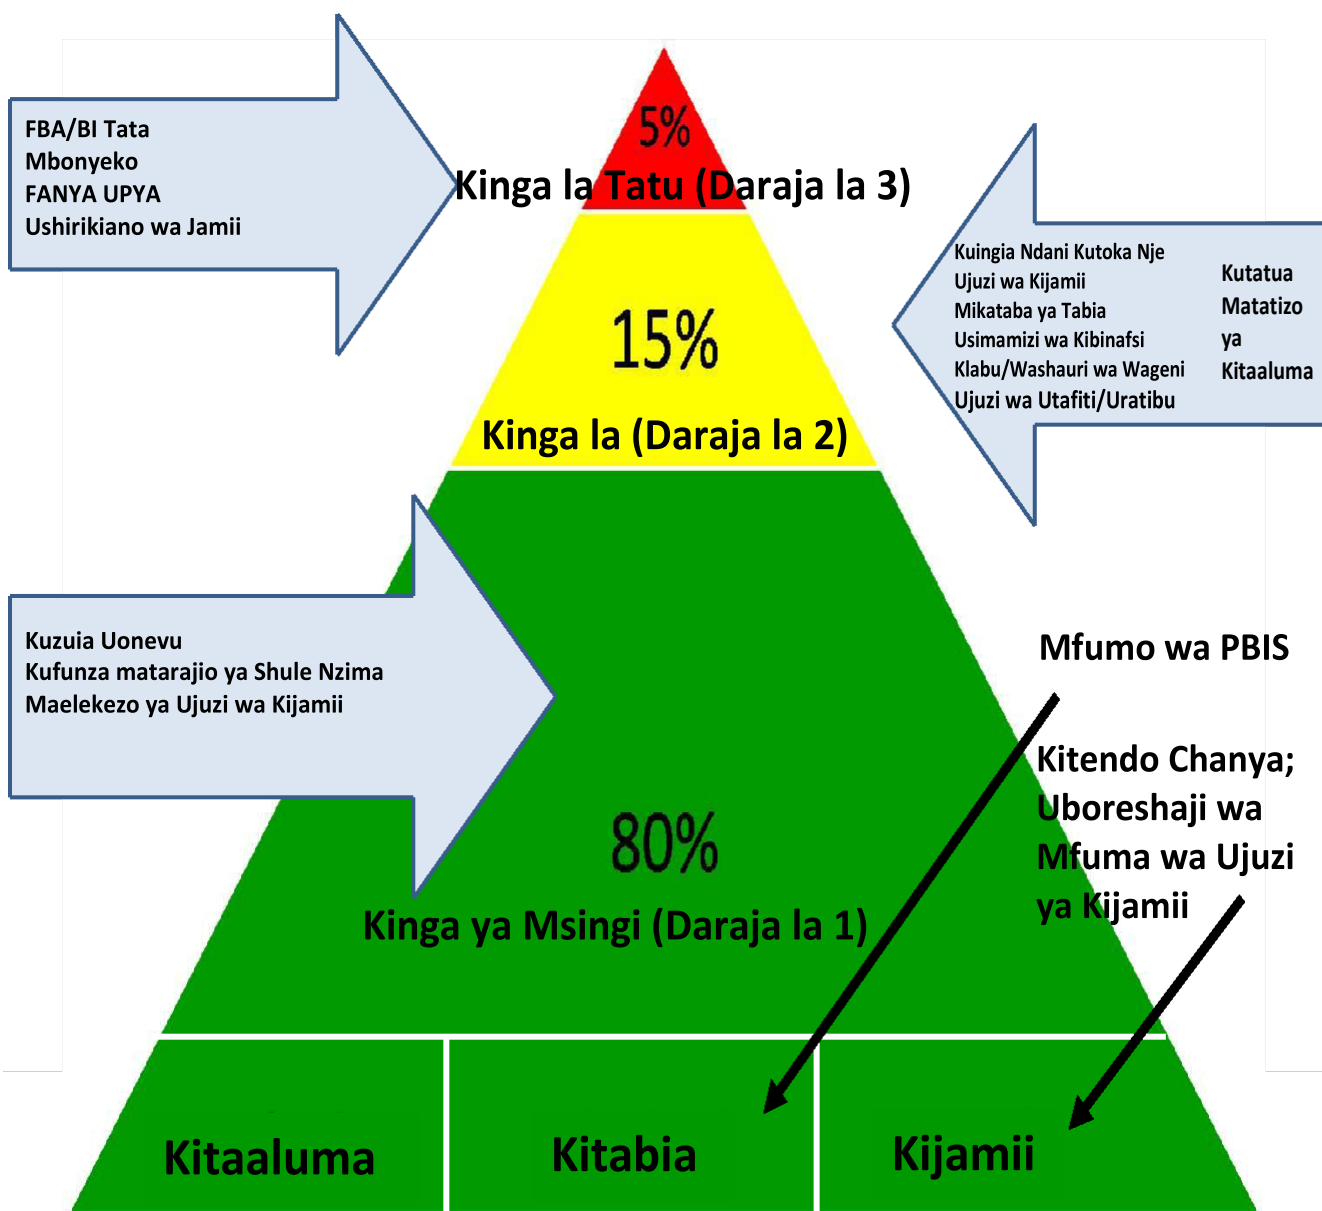 FBA/BI Tata
Mbonyeko
FANYA UPYA
Ushirikiano wa Jamii
5%
Kinga la Tatu (Daraja la 3)
Kuingia Ndani Kutoka Nje
Ujuzi wa Kijamii
Mikataba ya Tabia
Usimamizi wa Kibinafsi
Klabu/Washauri wa Wageni
Ujuzi wa Utafiti/Uratibu
Kutatua
Matatizo
ya
Kitaaluma
15%
Kinga la (Daraja la 2)
Kuzuia Uonevu
Kufunza matarajio ya Shule Nzima
Maelekezo ya Ujuzi wa Kijamii
Mfumo wa PBIS
Kitendo Chanya;
Uboreshaji wa
Mfuma wa Ujuzi
ya Kijamii
80%
Kinga ya Msingi (Daraja la 1)
Kitaaluma
Kitabia
Kijamii